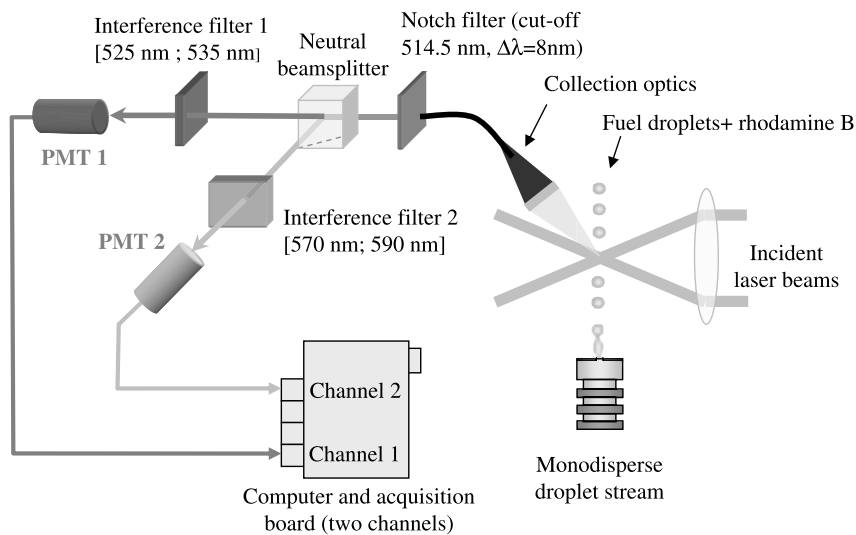 Interference filter 1
[525 nm ; 535 nm]
Neutral
beamsplitter
Notch filter (cut-off
514.5 nm, Δλ=8nm)
Collection optics
Fuel droplets+ rhodamine B
PMT 1
Interference filter 2
[570 nm; 590 nm]
PMT 2
Incident
laser beams
Channel 2
Channel 1
Monodisperse
droplet stream
Computer and acquisition
board (two channels)